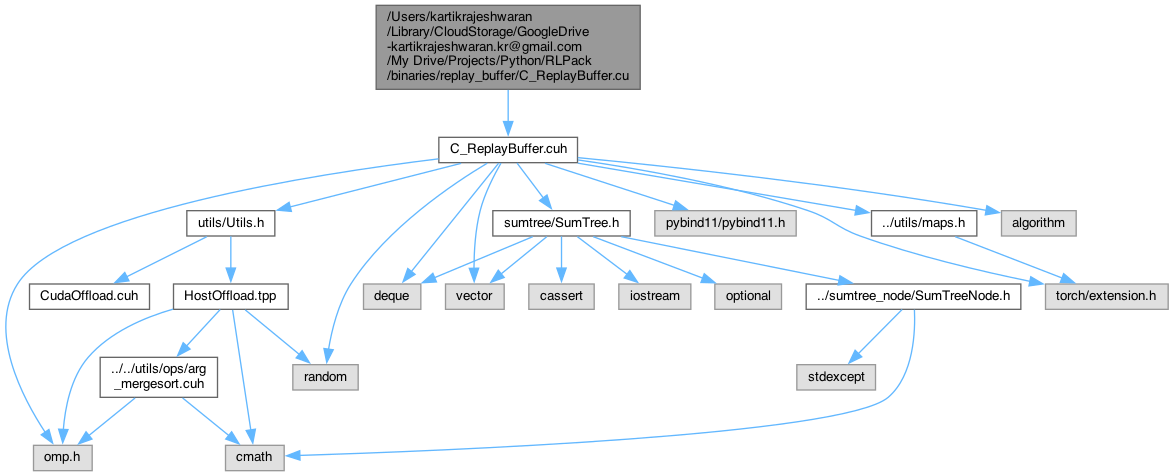 /Users/kartikrajeshwaran
/Library/CloudStorage/GoogleDrive
-kartikrajeshwaran.kr@gmail.com
/My Drive/Projects/Python/RLPack
/binaries/replay_buffer/C_ReplayBuffer.cu
C_ReplayBuffer.cuh
utils/Utils.h
sumtree/SumTree.h
pybind11/pybind11.h
../utils/maps.h
algorithm
CudaOffload.cuh
HostOffload.tpp
deque
vector
cassert
iostream
optional
../sumtree_node/SumTreeNode.h
torch/extension.h
../../utils/ops/arg
_mergesort.cuh
random
stdexcept
omp.h
cmath